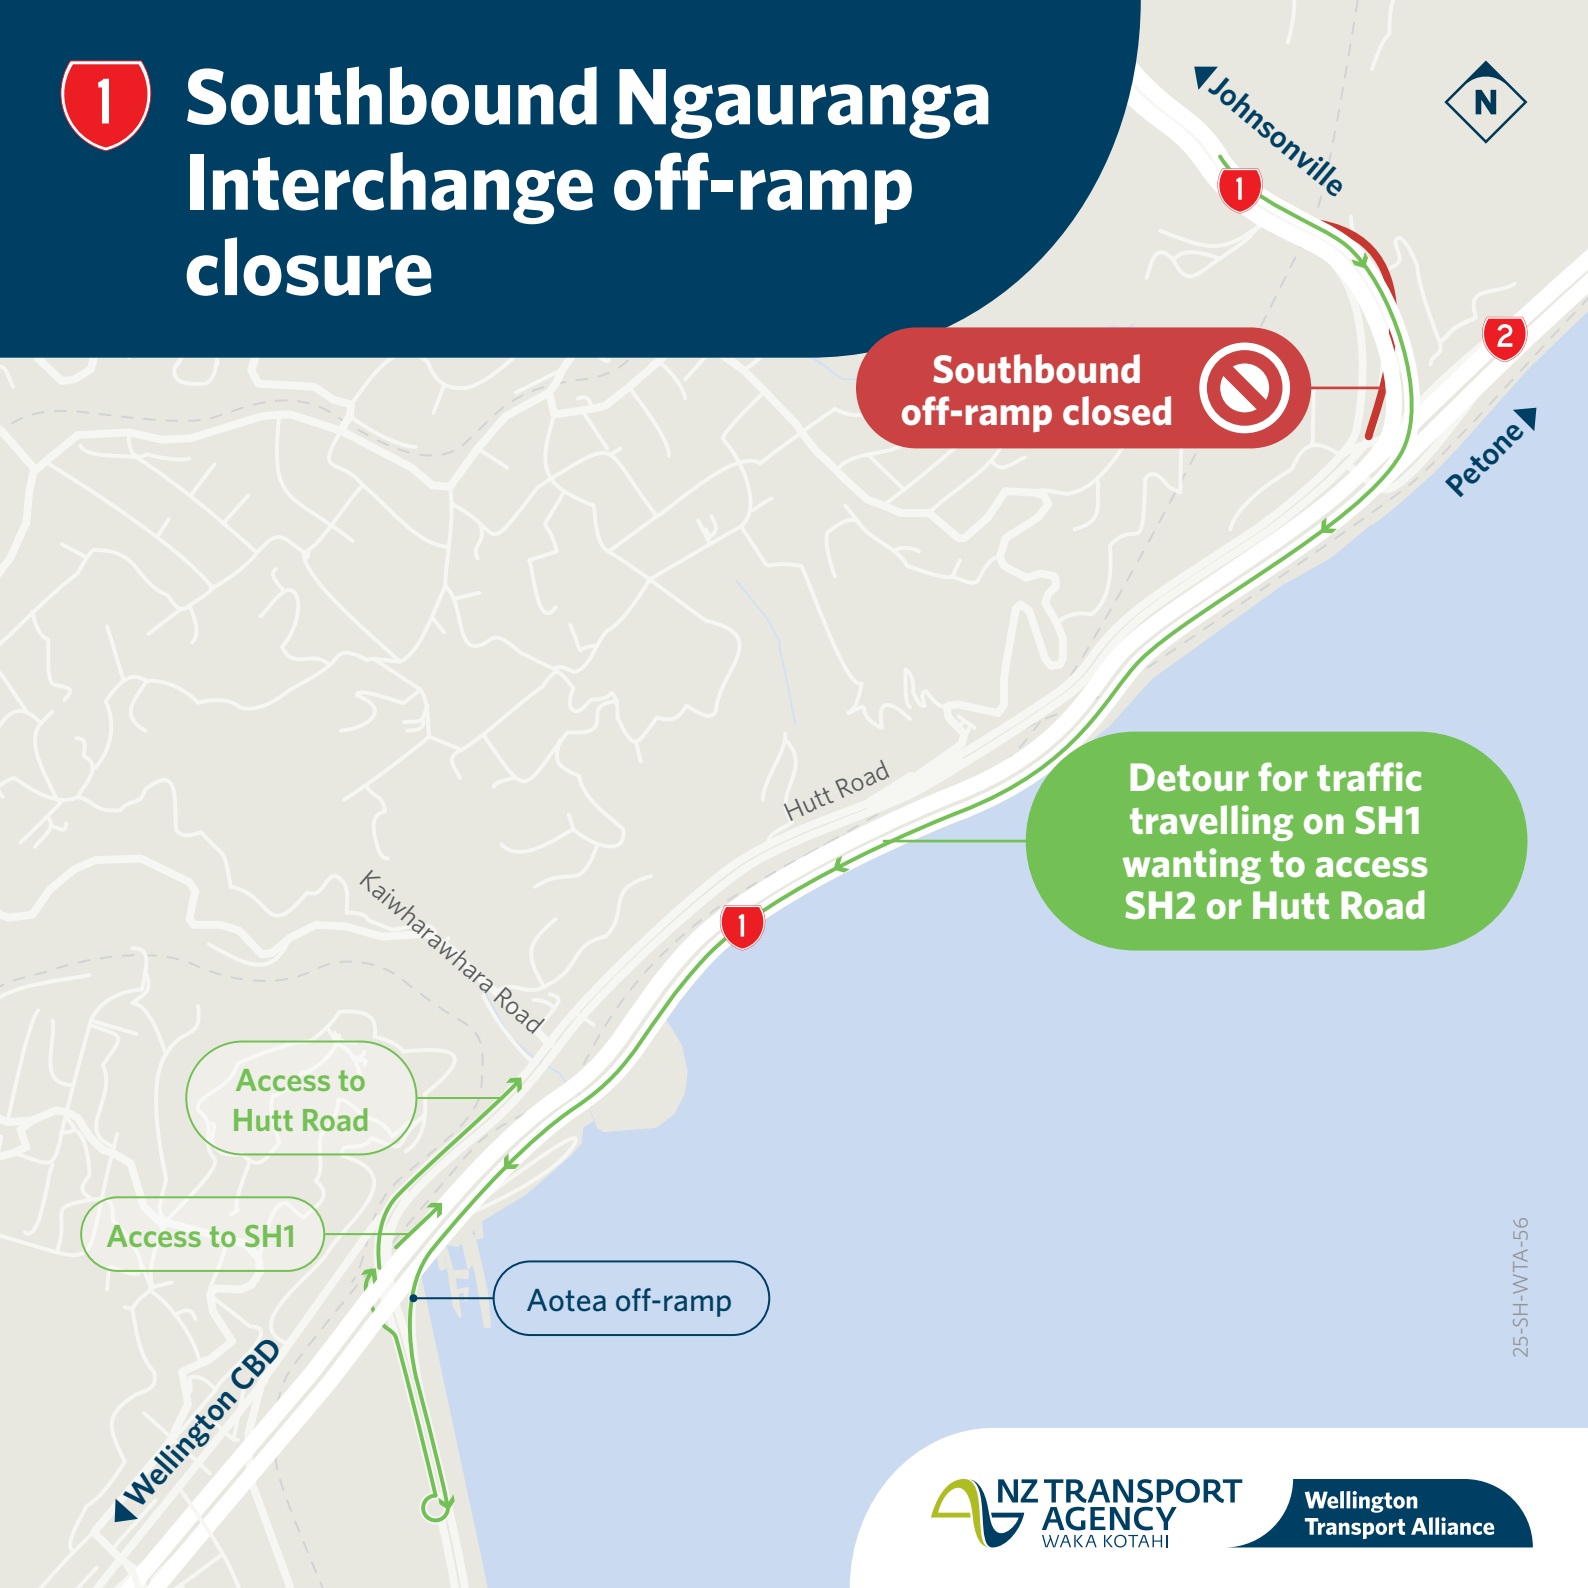 1
Southbound Ngauranga
Interchange off-ramp
closure
Johnsonville
N
1
2
Southbound
off-ramp closed
Petone
Hutt Road
Detour for traffic
travelling on SH1
wanting to access
SH2 or Hutt Road
Kaiwharawhara Road
1
Access to
Hutt Road
Access to SH1
Aotea off-ramp
Wellington CBD
25-SH-WTA-56
NZ TRANSPORT
AGENCY
WAKA KOTAHI
Wellington
Transport Alliance